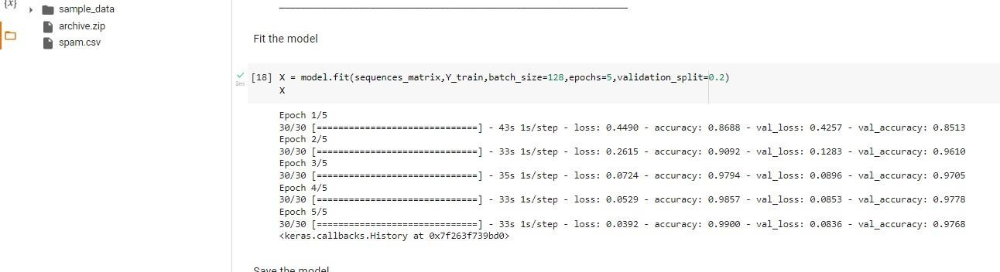 {x}
sample_data
archive.zip
spam.csv
Fit the model
3m
[18] X = model.fit(sequences_matrix,Y_train,batch_size=128,epochs=5,validation_split=0.2)
X
Epoch 1/5
30/30 [==============================] - 43s 1s/step - loss: 0.4490 - accuracy: 0.8688 - val_loss: 0.4257 - val_accuracy: 0.8513
Epoch 2/5
30/30 [==============================] - 33s 1s/step - loss: 0.2615 - accuracy: 0.9092 - val_loss: 0.1283 - val_accuracy: 0.9610
Epoch 3/5
30/30 [==============================] - 35s 1s/step - loss: 0.0724 - accuracy: 0.9794 - val_loss: 0.0896 - val_accuracy: 0.9705
Epoch 4/5
30/30 [==============================] - 33s 1s/step - loss: 0.0529 - accuracy: 0.9857 - val_loss: 0.0853 - val_accuracy: 0.9778
Epoch 5/5
30/30 [==============================] - 33s 1s/step - loss: 0.0392 - accuracy: 0.9900 - val_loss: 0.0836 - val_accuracy: 0.9768
<keras.callbacks.History at 0x7f263f739bd0>
Save the model